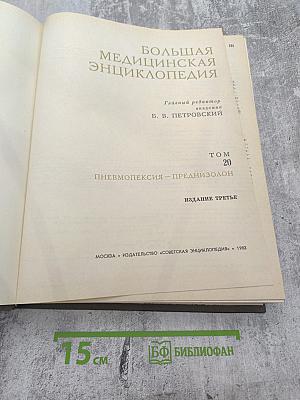 БОЛЬШАЯ
МЕДИЦИНСКАЯ
ЭНЦИКЛОПЕДИЯ
Главный редактор
академик
Б. В. ПЕТРОВСКИЙ
ТОМ
20
ПНЕВМОПЕКСИЯ — ПРЕДНИЗОЛОН
ИЗДАНИЕ ТРЕТЬЕ
МОСКВА • ИЗДАТЕЛЬСТВО «СОВЕТСКАЯ ЭНЦИКЛОПЕДИЯ» • 1983
15 СМ
БФ БИБЛИОФАН